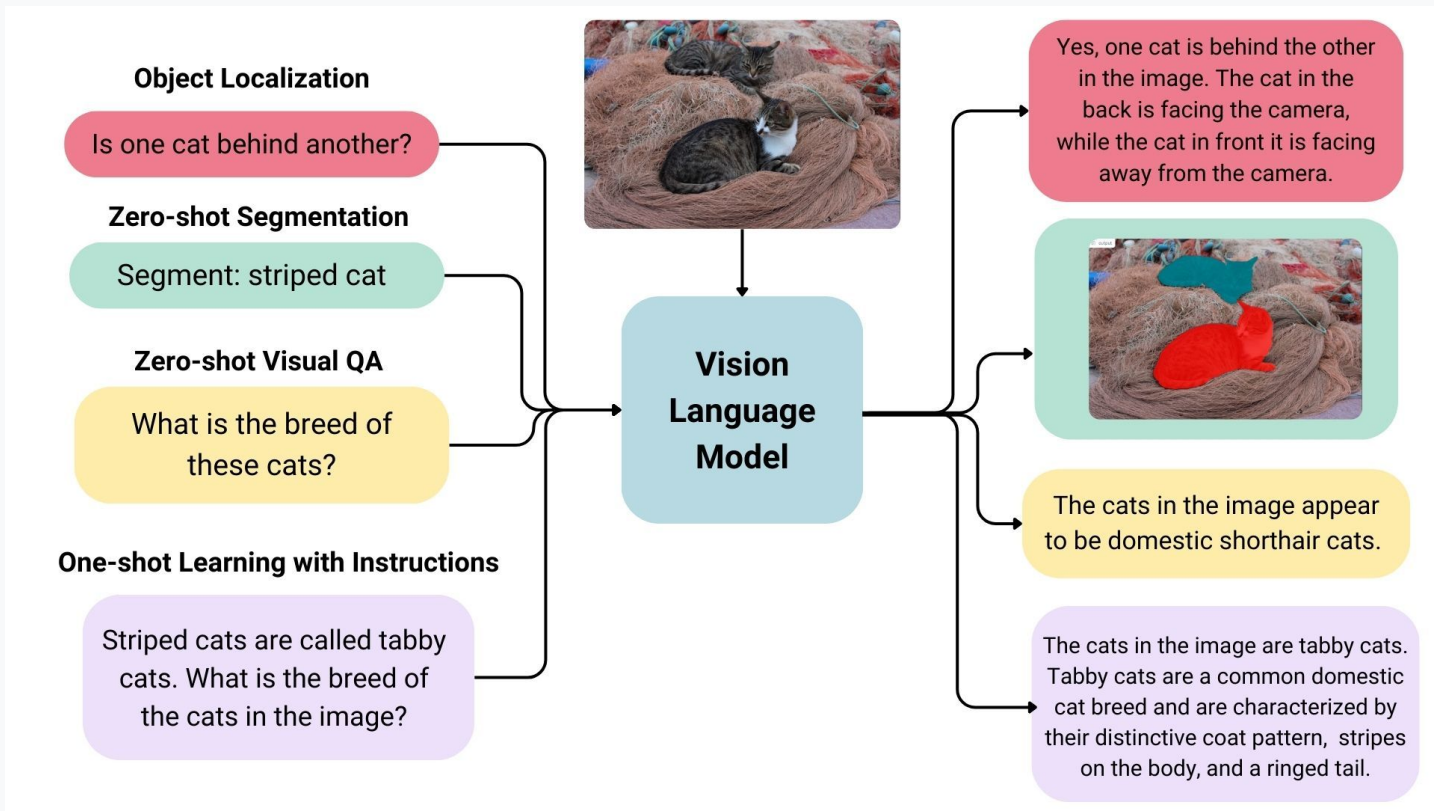 Object Localization
Is one cat behind another?
Zero-shot Segmentation
Segment: striped cat
Zero-shot Visual QA
What is the breed of
these cats?
One-shot Learning with Instructions
Striped cats are called tabby
cats. What is the breed of
the cats in the image?
Vision
Language
Model
Yes, one cat is behind the other
in the image. The cat in the
back is facing the camera,
while the cat in front it is facing
away from the camera.
The cats in the image appear
to be domestic shorthair cats.
The cats in the image are tabby cats.
Tabby cats are a common domestic
cat breed and are characterized by
their distinctive coat pattern, stripes
on the body, and a ringed tail.